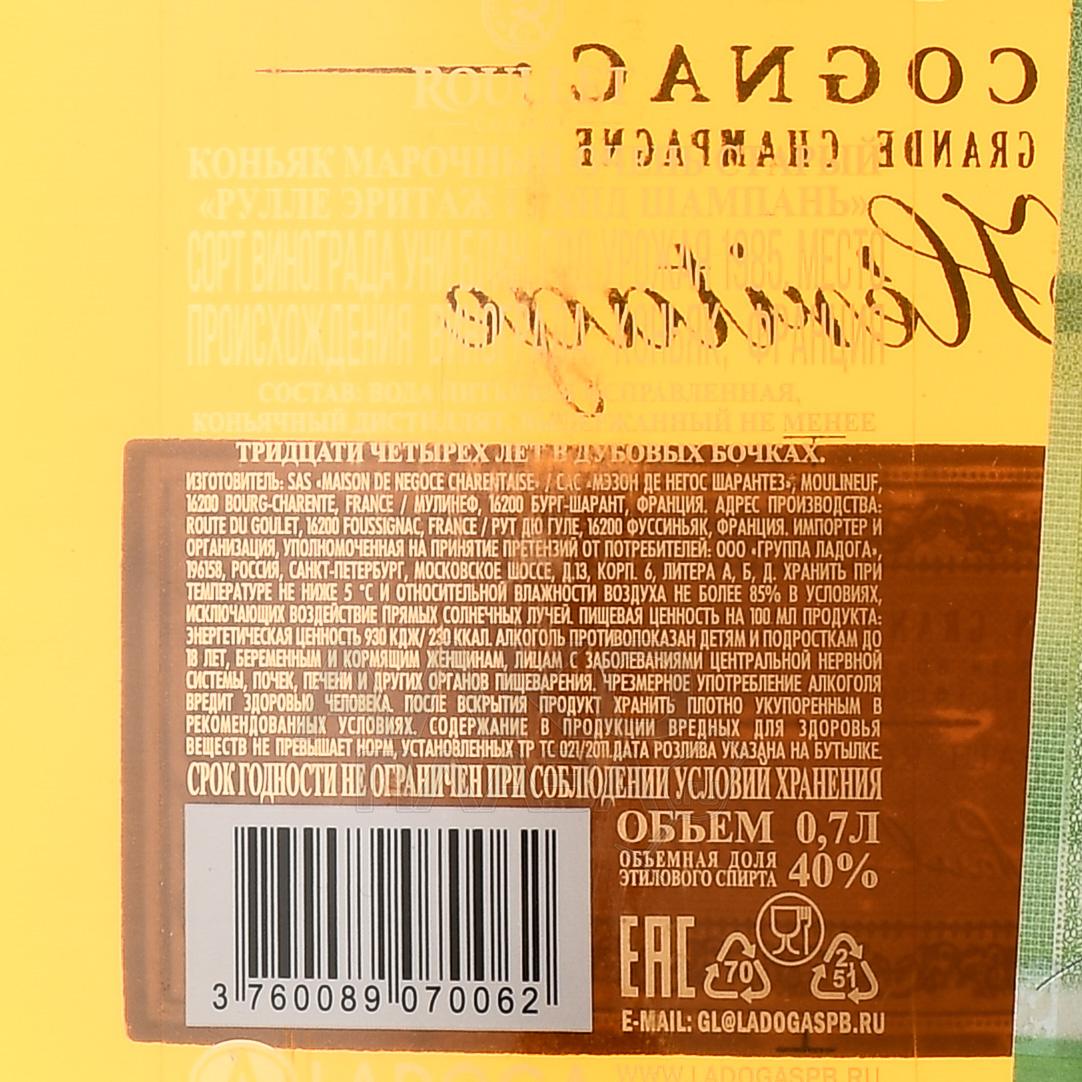 ROULLET
COGNAC
GRANDE CHAMPAGNE
Héritage
КОНЬЯК МАРОЧНЫЙ ОЧЕНЬ СТАРЫЙ
«РУЛЛЕ ЭРИТАЖ ГРАНД ШАМПАНЬ»
СОРТ ВИНОГРАДА УНИ БЛАН, ГОД УРОЖАЯ 1985. МЕСТО
ПРОИСХОЖДЕНИЯ ВИНОГРАДА КОНЬЯК, ФРАНЦИЯ
СОСТАВ: ВОДА ПИТЬЕВАЯ ИСПРАВЛЕННАЯ,
КОНЬЯЧНЫЙ ДИСТИЛЛЯТ, ВЫДЕРЖАННЫЙ НЕ МЕНЕЕ
ТРИДЦАТИ ЧЕТЫРЕХ ЛЕТ В ДУБОВЫХ БОЧКАХ.
ИЗГОТОВИТЕЛЬ: SAS «MAISON DE NEGOCE CHARENTAISE» / САС «МЭЗОН ДЕ НЕГОС ШАРАНТЕЗ», MOULINEUF,
16200 BOURG-CHARENTE, FRANCE / МУЛИНЕФ, 16200 БУРГ-ШАРАНТ, ФРАНЦИЯ. АДРЕС ПРОИЗВОДСТВА:
ROUTE DU GOULET, 16200 FOUSSIGNAC, FRANCE / РУТ ДЮ ГУЛЕ, 16200 ФУССИНЬЯК, ФРАНЦИЯ. ИМПОРТЕР И
ОРГАНИЗАЦИЯ, УПОЛНОМОЧЕННАЯ НА ПРИНЯТИЕ ПРЕТЕНЗИЙ ОТ ПОТРЕБИТЕЛЕЙ: ООО «ГРУППА ЛАДОГА»,
196158, РОССИЯ, САНКТ-ПЕТЕРБУРГ, МОСКОВСКОЕ ШОССЕ, Д.13, КОРП. 6, ЛИТЕРА А, Б, Д. ХРАНИТЬ ПРИ
ТЕМПЕРАТУРЕ НЕ НИЖЕ 5 °С И ОТНОСИТЕЛЬНОЙ ВЛАЖНОСТИ ВОЗДУХА НЕ БОЛЕЕ 85% В УСЛОВИЯХ,
ИСКЛЮЧАЮЩИХ ВОЗДЕЙСТВИЕ ПРЯМЫХ СОЛНЕЧНЫХ ЛУЧЕЙ. ПИЩЕВАЯ ЦЕННОСТЬ НА 100 МЛ ПРОДУКТА:
ЭНЕРГЕТИЧЕСКАЯ ЦЕННОСТЬ 930 КДЖ/ 230 ККАЛ. АЛКОГОЛЬ ПРОТИВОПОКАЗАН ДЕТЯМ И ПОДРОСТКАМ ДО
18 ЛЕТ, БЕРЕМЕННЫМ И КОРМЯЩИМ ЖЕНЩИНАМ, ЛИЦАМ С ЗАБОЛЕВАНИЯМИ ЦЕНТРАЛЬНОЙ НЕРВНОЙ
СИСТЕМЫ, ПОЧЕК, ПЕЧЕНИ И ДРУГИХ ОРГАНОВ ПИЩЕВАРЕНИЯ. ЧРЕЗМЕРНОЕ УПОТРЕБЛЕНИЕ АЛКОГОЛЯ
ВРЕДИТ ЗДОРОВЬЮ ЧЕЛОВЕКА. ПОСЛЕ ВСКРЫТИЯ ПРОДУКТ ХРАНИТЬ ПЛОТНО УКУПОРЕННЫМ В
РЕКОМЕНДОВАННЫХ УСЛОВИЯХ. СОДЕРЖАНИЕ В ПРОДУКЦИИ ВРЕДНЫХ ДЛЯ ЗДОРОВЬЯ
ВЕЩЕСТВ НЕ ПРЕВЫШАЕТ НОРМ, УСТАНОВЛЕННЫХ ТР ТС 021/2011.ДАТА РОЗЛИВА УКАЗАНА НА БУТЫЛКЕ.
СРОК ГОДНОСТИ НЕ ОГРАНИЧЕН ПРИ СОБЛЮДЕНИИ УСЛОВИЙ ХРАНЕНИЯ
ОБЪЕМ 0,7Л
ОБЪЕМНАЯ ДОЛЯ
ЭТИЛОВОГО СПИРТА 40%
EAC
70
2
51
3 760089 070062
E-MAIL: GL@LADOGASPB.RU
LADOGA
WWW.LADOGASPB.RU